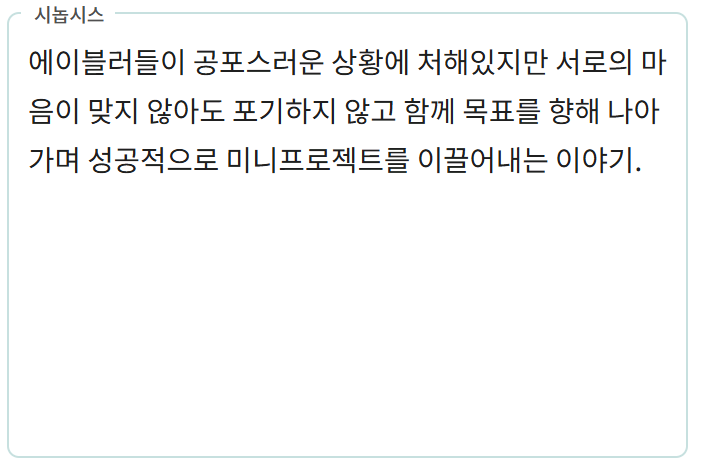 시놉시스
에이블러들이 공포스러운 상황에 처해있지만 서로의 마
음이 맞지 않아도 포기하지 않고 함께 목표를 향해 나아
가며 성공적으로 미니프로젝트를 이끌어내는 이야기.